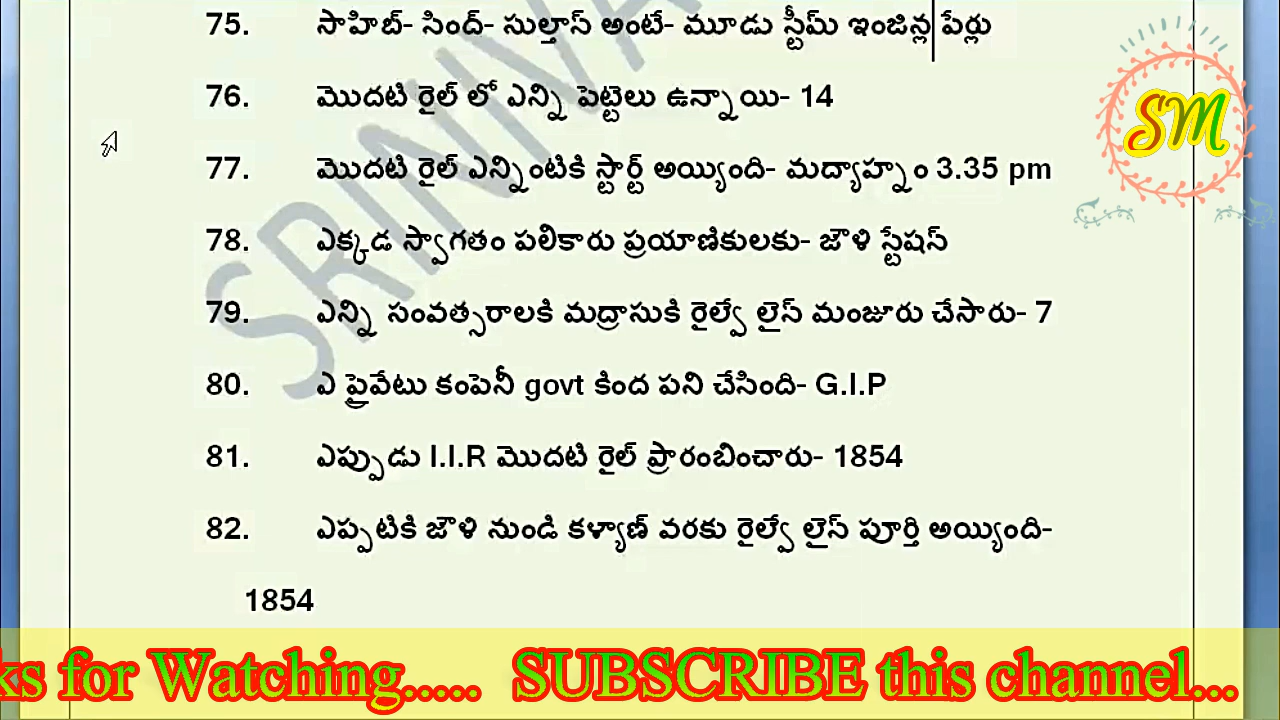 75. సాహిబ్- సింద్- సుల్తాస్ అంటే- మూడు స్టీమ్ ఇంజిన్ల పేర్లు
SM
76. మొదటి రైల్ లో ఎన్ని పెట్టెలు ఉన్నాయి- 14
77. మొదటి రైల్ ఎన్నింటికి స్టార్ట్ అయ్యింది- మద్యాహ్నం 3.35 pm
78. ఎక్కడ స్వాగతం పలికారు ప్రయాణికులకు- జౌళి స్టేషస్
79. ఎన్ని సంవత్సరాలకి మద్రాసుకి రైల్వే లైస్ మంజూరు చేసారు- 7
80. ఎ ప్రైవేటు కంపెనీ govt కింద పని చేసింది- G.I.P
81. ఎప్పుడు I.I.R మొదటి రైల్ ప్రారంబించారు- 1854
82. ఎప్పటికి జౌళి నుండి కళ్యాణ్ వరకు రైల్వే లైస్ పూర్తి అయ్యింది-
1854
ks for Watching..... SUBSCRIBE this channel...